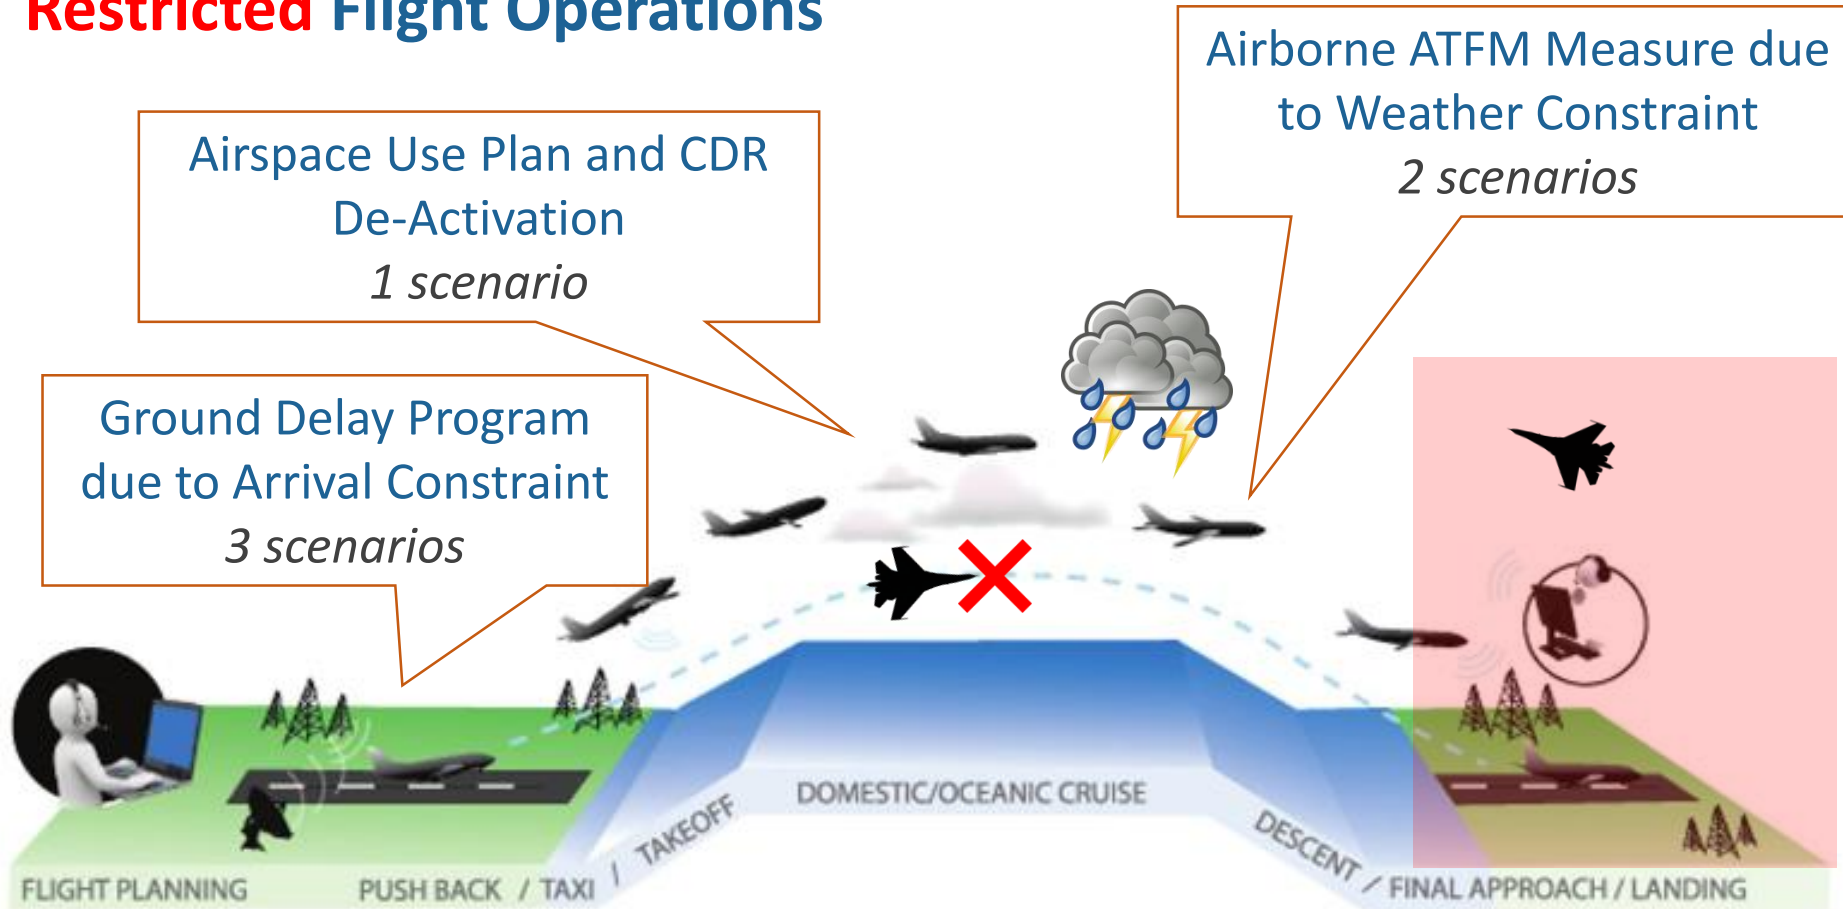 Restricted Flight Operations
Airborne ATFM Measure due
to Weather Constraint
2 scenarios
Airspace Use Plan and CDR
De-Activation
1 scenario
Ground Delay Program
due to Arrival Constraint
3 scenarios
FLIGHT PLANNING
PUSH BACK / TAXI /
TAKEOFF
DOMESTIC/OCEANIC CRUISE
DESCENT /
FINAL APPROACH / LANDING